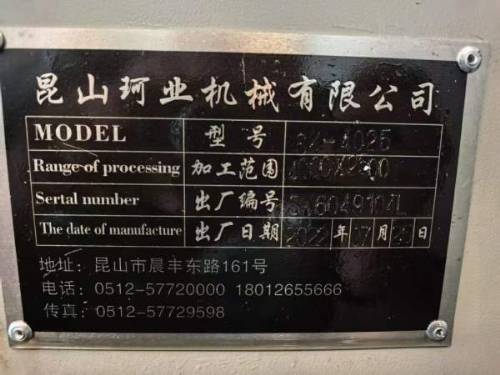 昆山珂业机械有限公司
MODEL 型号 -4025
Range of processing 加工范围
Serial number 出厂编号
The date of manufacture 出厂日期 2022 年 07 月 日
地址: 昆山市晨丰东路161号
电话: 0512-57720000 18012655666
传真: 0512-57729598